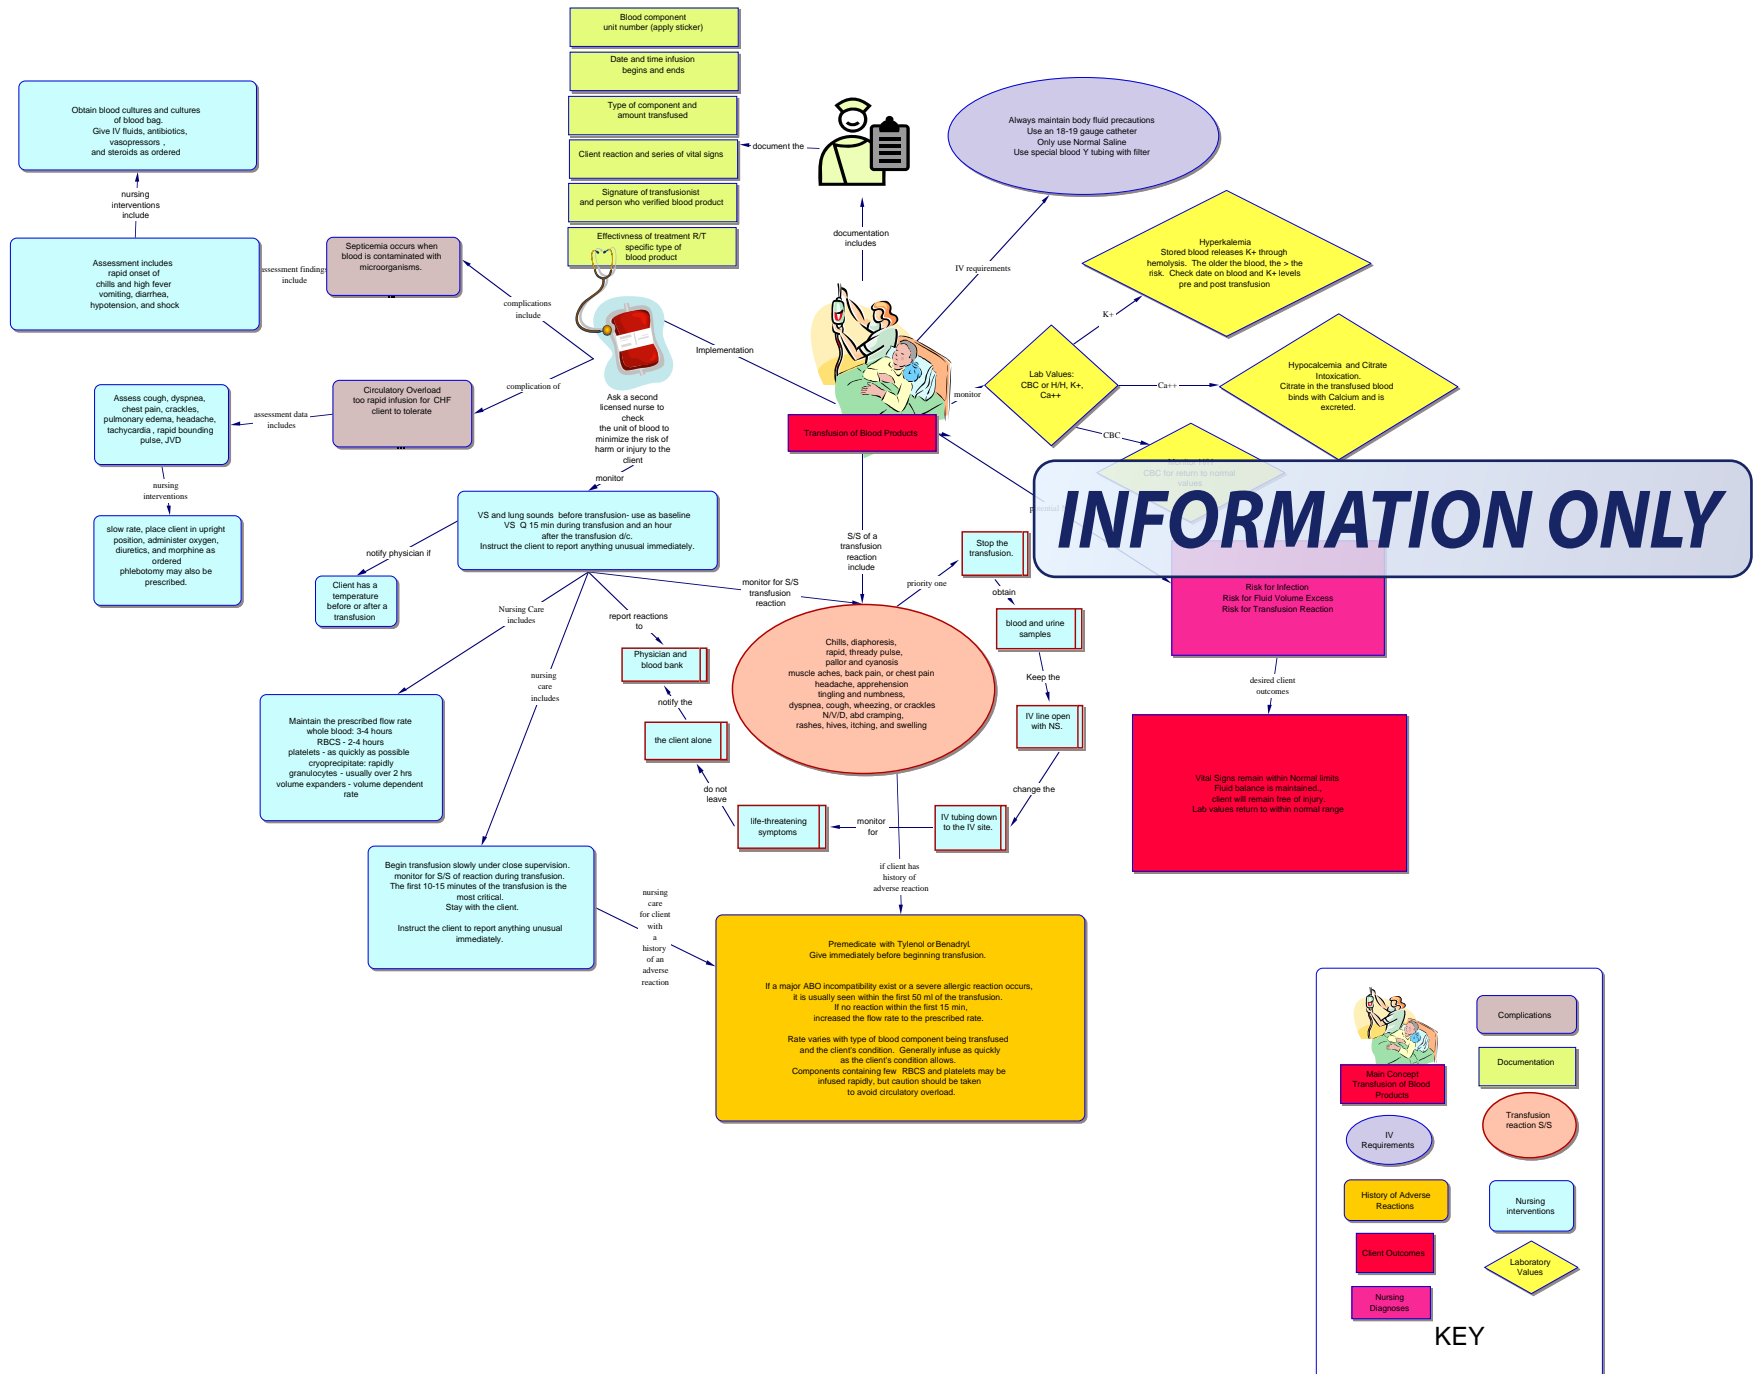 Blood component
unit number (apply sticker)
Date and time infusion
begins and ends
Type of component and
amount transfused
Client reaction and series of vital signs
Signature of transfusionist
and person who verified blood product
Effectivness of treatment R/T
specific type of
blood product
document the
documentation
includes
Always maintain body fluid precautions
Use an 18-19 gauge catheter
Only use Normal Saline
Use special blood Y tubing with filter
IV requirements
Obtain blood cultures and cultures
of blood bag.
Give IV fluids, antibiotics,
vasopressors ,
and steroids as ordered
nursing
interventions
include
Assessment includes
rapid onset of
chills and high fever
vomiting, diarrhea,
hypotension, and shock
assessment findings
include
Septicemia occurs when
blood is contaminated with
microorganisms.
...
complications
include
Circulatory Overload
too rapid infusion for CHF
client to tolerate
...
complication of
assessment data
includes
Assess cough, dyspnea,
chest pain, crackles,
pulmonary edema, headache,
tachycardia , rapid bounding
pulse, JVD
nursing
interventions
slow rate, place client in upright
position, administer oxygen,
diuretics, and morphine as
ordered
phlebotomy may also be
prescribed.
Implementation
Ask a second
licensed nurse to
check
the unit of blood to
minimize the risk of
harm or injury to the
client
monitor
Transfusion of Blood Products
monitor
Lab Values:
CBC or H/H, K+,
Ca++
K+
Hyperkalemia
Stored blood releases K+ through
hemolysis. The older the blood, the > the
risk. Check date on blood and K+ levels
pre and post transfusion
Ca++
Hypocalcemia and Citrate
Intoxication.
Citrate in the transfused blood
binds with Calcium and is
excreted.
CBC
Monitor H/H
CBC for return to normal
values
INFORMATION ONLY
Risk for Infection
Risk for Fluid Volume Excess
Risk for Transfusion Reaction
desired client
outcomes
Vital Signs remain within Normal limits
Fluid balance is maintained.,
client will remain free of injury.
Lab values return to within normal range
VS and lung sounds before transfusion- use as baseline
VS Q 15 min during transfusion and an hour
after the transfusion d/c.
Instruct the client to report anything unusual immediately.
notify physician if
Client has a
temperature
before or after a
transfusion
Nursing Care
includes
Maintain the prescribed flow rate
whole blood: 3-4 hours
RBCS - 2-4 hours
platelets - as quickly as possible
cryoprecipitate: rapidly
granulocytes - usually over 2 hrs
volume expanders - volume dependent
rate
nursing
care
includes
Begin transfusion slowly under close supervision.
monitor for S/S of reaction during transfusion.
The first 10-15 minutes of the transfusion is the
most critical.
Stay with the client.
Instruct the client to report anything unusual
immediately.
report reactions
to
Physician and
blood bank
notify the
the client alone
do not
leave
life-threatening
symptoms
monitor
for
IV tubing down
to the IV site.
change the
IV line open
with NS.
Keep the
blood and urine
samples
obtain
Stop the
transfusion.
priority one
monitor for S/S
transfusion
reaction
S/S of a
transfusion
reaction
include
Chills, diaphoresis,
rapid, thready pulse,
pallor and cyanosis
muscle aches, back pain, or chest pain
headache, apprehension
tingling and numbness,
dyspnea, cough, wheezing, or crackles
N/V/D, abd cramping,
rashes, hives, itching, and swelling
if client has
history of
adverse reaction
nursing
care
for client
with
a
history
of an
adverse
reaction
Premedicate with Tylenol or Benadryl.
Give immediately before beginning transfusion.
If a major ABO incompatibility exist or a severe allergic reaction occurs,
it is usually seen within the first 50 ml of the transfusion.
If no reaction within the first 15 min,
increased the flow rate to the prescribed rate.
Rate varies with type of blood component being transfused
and the client's condition. Generally infuse as quickly
as the client's condition allows.
Components containing few RBCS and platelets may be
infused rapidly, but caution should be taken
to avoid circulatory overload.
Main Concept
Transfusion of Blood
Products
Complications
Documentation
IV
Requirements
Transfusion
reaction S/S
History of Adverse
Reactions
Nursing
interventions
Client Outcomes
Laboratory
Values
Nursing
Diagnoses
KEY